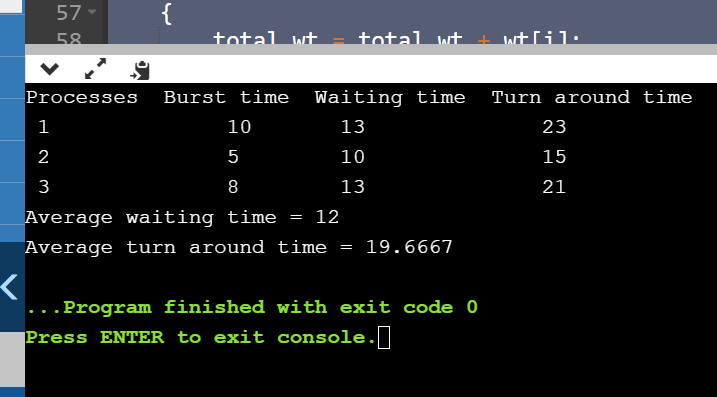 57 {
58 total_wt = total_wt + wt[i];
Processes Burst time Waiting time Turn around time
1 10 13 23
2 5 10 15
3 8 13 21
Average waiting time = 12
Average turn around time = 19.6667
...Program finished with exit code 0
Press ENTER to exit console.